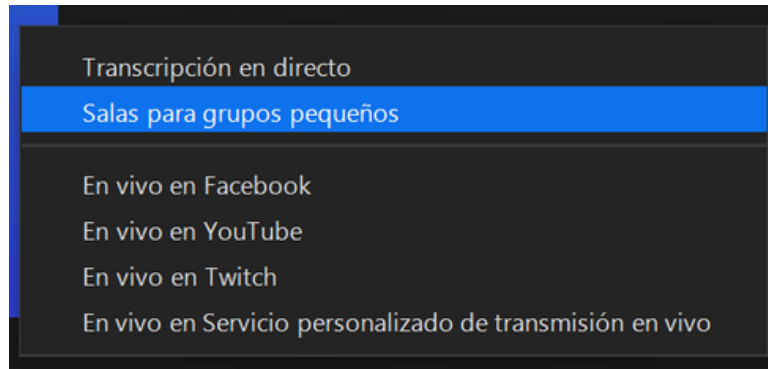 Transcripción en directo
Salas para grupos pequeños
En vivo en Facebook
En vivo en YouTube
En vivo en Twitch
En vivo en Servicio personalizado de transmisión en vivo